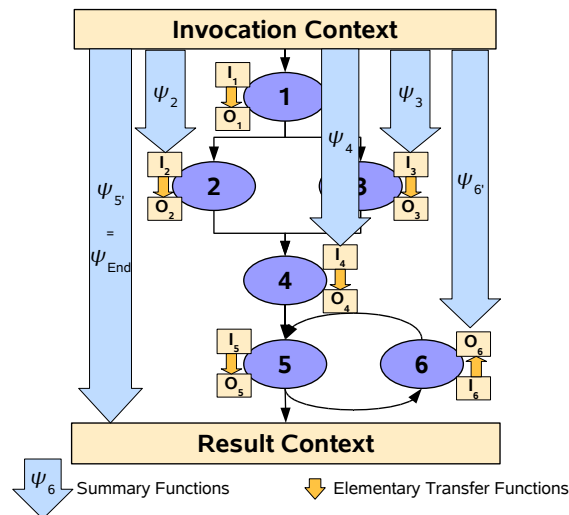 Invocation Context
I₁
O₁
1
ψ₂
ψ₃
ψ₄
ψ₅'
=
ψEnd
ψ₆'
I₂
O₂
2
3
I₃
O₃
4
I₄
O₄
I₅
O₅
5
6
O₆
I₆
Result Context
ψ₆
Summary Functions
Elementary Transfer Functions